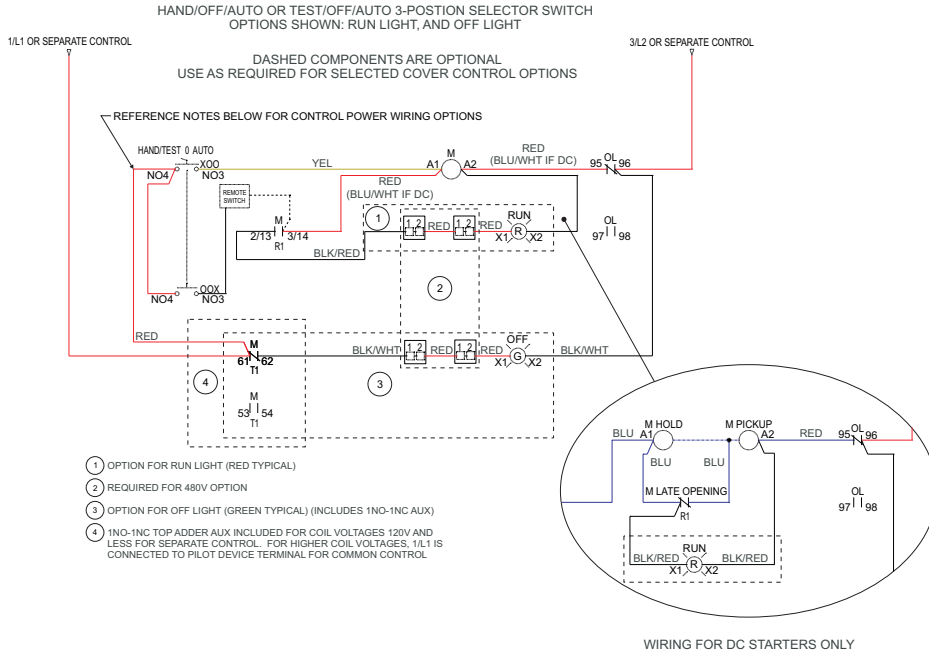 HAND/OFF/AUTO OR TEST/OFF/AUTO 3-POSTION SELECTOR SWITCH
OPTIONS SHOWN: RUN LIGHT, AND OFF LIGHT
1/L1 OR SEPARATE CONTROL
3/L2 OR SEPARATE CONTROL
DASHED COMPONENTS ARE OPTIONAL
USE AS REQUIRED FOR SELECTED COVER CONTROL OPTIONS
REFERENCE NOTES BELOW FOR CONTROL POWER WIRING OPTIONS
HAND/TEST 0 AUTO
XOO
NO4 NO3
YEL
M
A1 A2
RED
(BLU/WHT IF DC)
OL
95 96
REMOTE
SWITCH
RED
(BLU/WHT IF DC)
M
2/13 3/14
R1
BLK/RED
1
1 2
RED
1 2
RED
RUN
R
X1 X2
OL
97 98
OOX
NO4 NO3
2
RED
M
61 62
T1
BLK/WHT
1 2
RED
1 2
RED
OFF
G
X1 X2
BLK/WHT
4
3
M
53 54
T1
M HOLD
BLU A1
M PICKUP
A2
RED
OL
95 96
BLU
BLU
M LATE OPENING
R1
OL
97 98
RUN
BLK/RED
R
BLK/RED
X1 X2
1 OPTION FOR RUN LIGHT (RED TYPICAL)
2 REQUIRED FOR 480V OPTION
3 OPTION FOR OFF LIGHT (GREEN TYPICAL) (INCLUDES 1NO-1NC AUX)
4 1NO-1NC TOP ADDER AUX INCLUDED FOR COIL VOLTAGES 120V AND
LESS FOR SEPARATE CONTROL. FOR HIGHER COIL VOLTAGES, 1/L1 IS
CONNECTED TO PILOT DEVICE TERMINAL FOR COMMON CONTROL
WIRING FOR DC STARTERS ONLY